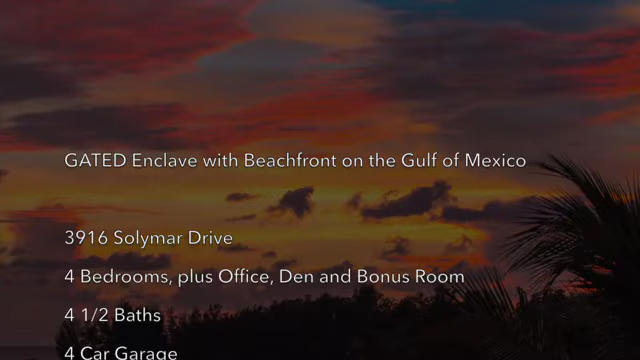 GATED Enclave with Beachfront on the Gulf of Mexico
3916 Solymar Drive
4 Bedrooms, plus Office, Den and Bonus Room
4 1/2 Baths
4 Car Garage